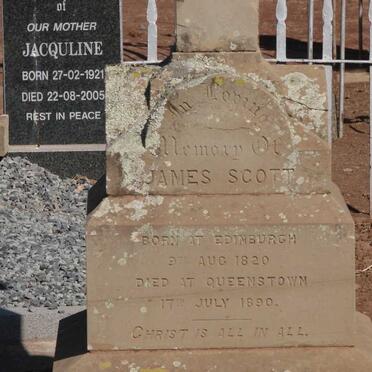 of
OUR MOTHER
JACQULINE
BORN 27-02-1921
DIED 22-08-2005
REST IN PEACE
In Loving
Memory Of
JAMES SCOTT
BORN AT EDINBURGH
9TH AUG 1820
DIED AT QUEENSTOWN
17TH JULY 1890.
CHRIST IS ALL IN ALL.